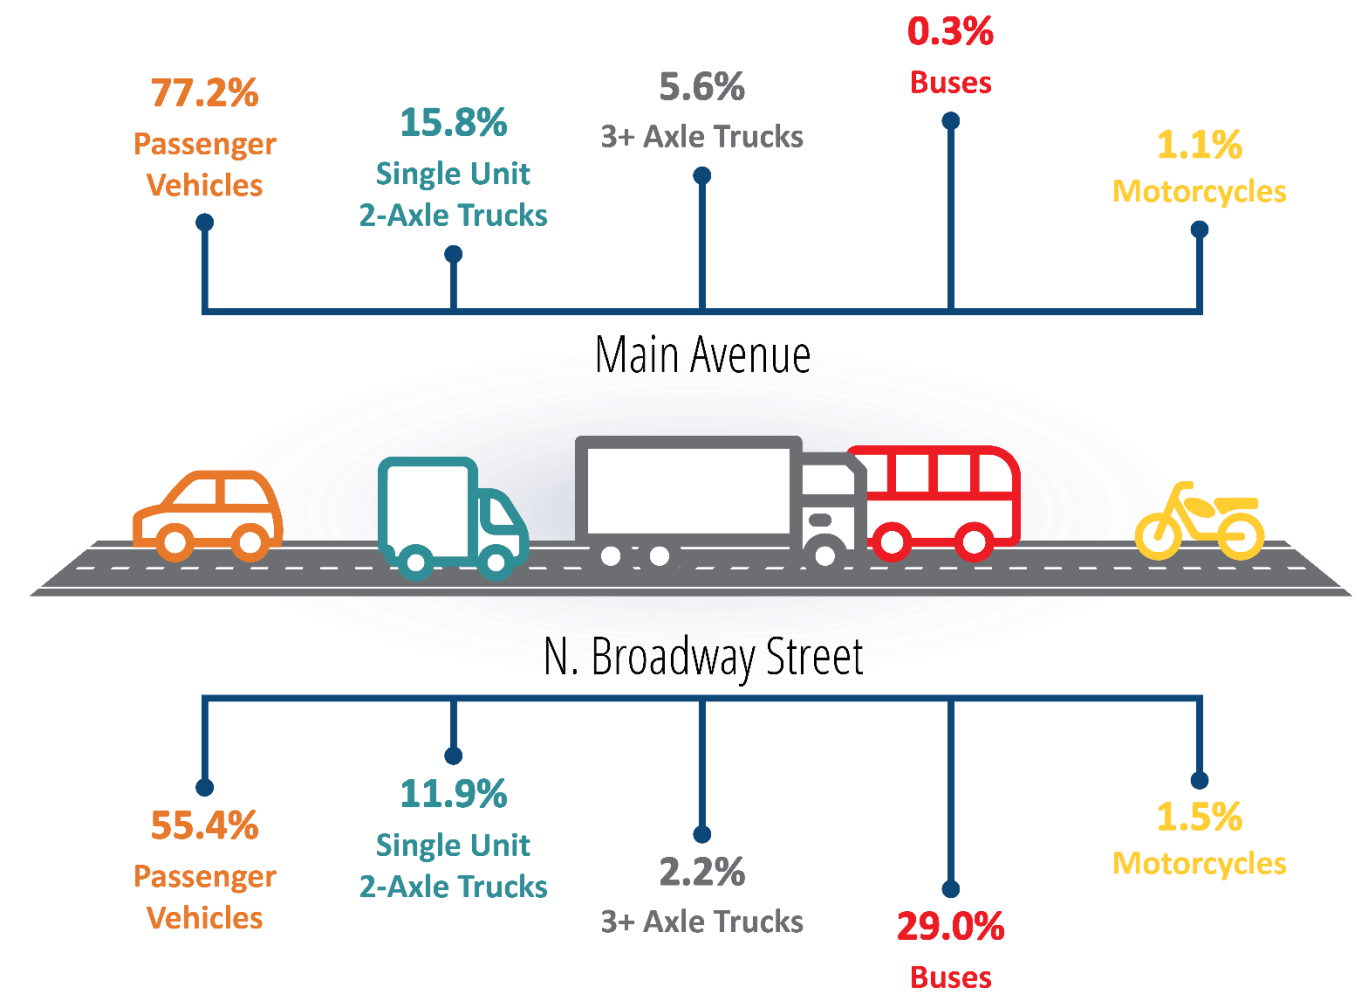 77.2%
Passenger
Vehicles
15.8%
Single Unit
2-Axle Trucks
5.6%
3+ Axle Trucks
0.3%
Buses
1.1%
Motorcycles
Main Avenue
N. Broadway Street
55.4%
Passenger
Vehicles
11.9%
Single Unit
2-Axle Trucks
2.2%
3+ Axle Trucks
29.0%
Buses
1.5%
Motorcycles